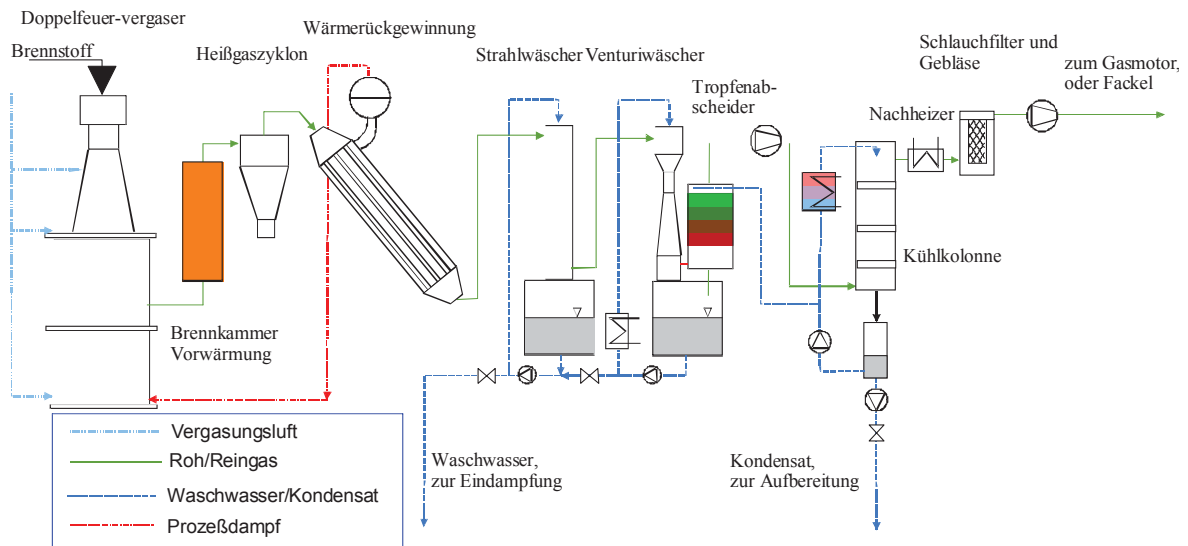 Doppelfeuer-vergaser
Brennstoff
Heißgaszyklon
Wärmerückgewinnung
Strahlwäscher Venturiwäscher
Tropfenab-
scheider
Schlauchfilter und
Gebläse
zum Gasmotor,
oder Fackel
Nachheizer
Kühlkolonne
Brennkammer
Vorwärmung
Waschwasser,
zur Eindampfung
Kondensat,
zur Aufbereitung
Vergasungsluft
Roh/Reingas
Waschwasser/Kondensat
Prozeßdampf